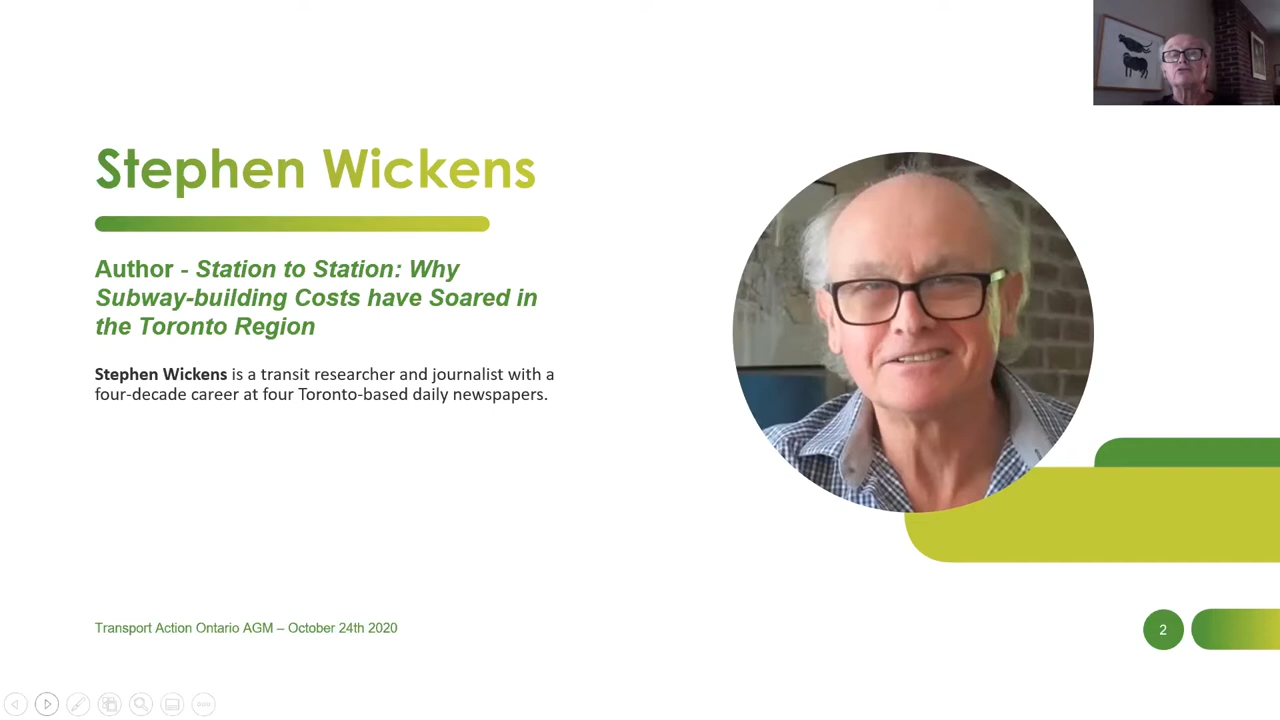 Stephen Wickens
Author - Station to Station: Why
Subway-building Costs have Soared in
the Toronto Region
Stephen Wickens is a transit researcher and journalist with a
four-decade career at four Toronto-based daily newspapers.
Transport Action Ontario AGM – October 24th 2020
2